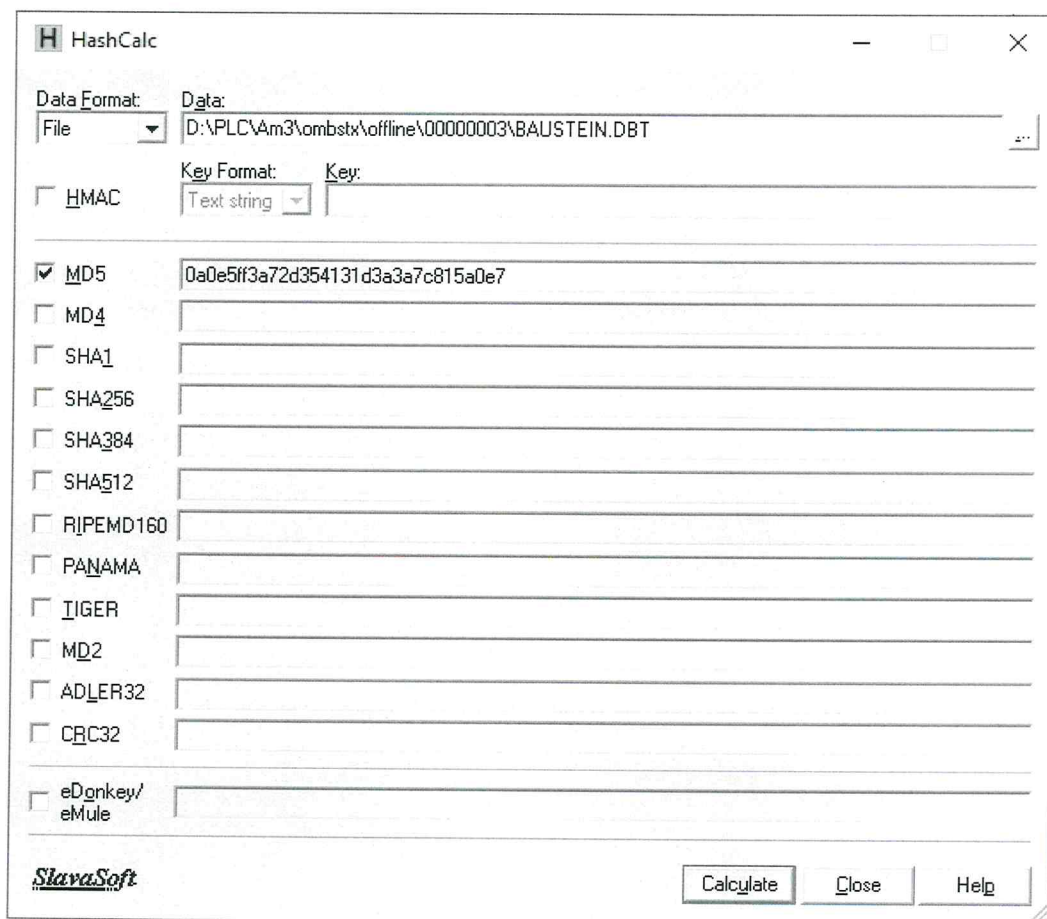 HashCalc
Data Format: Data:
File D:\PLC\Am3\ombstx\offline\00000003\BAUSTEIN.DBT ...
Key Format: Key:
HMAC Text string
MD5 0a0e5ff3a72d354131d3a3a7c815a0e7
MD4
SHA1
SHA256
SHA384
SHA512
RIPEMD160
PANAMA
TIGER
MD2
ADLER32
CRC32
eDonkey/
eMule
SlavaSoft Calculate Close Help